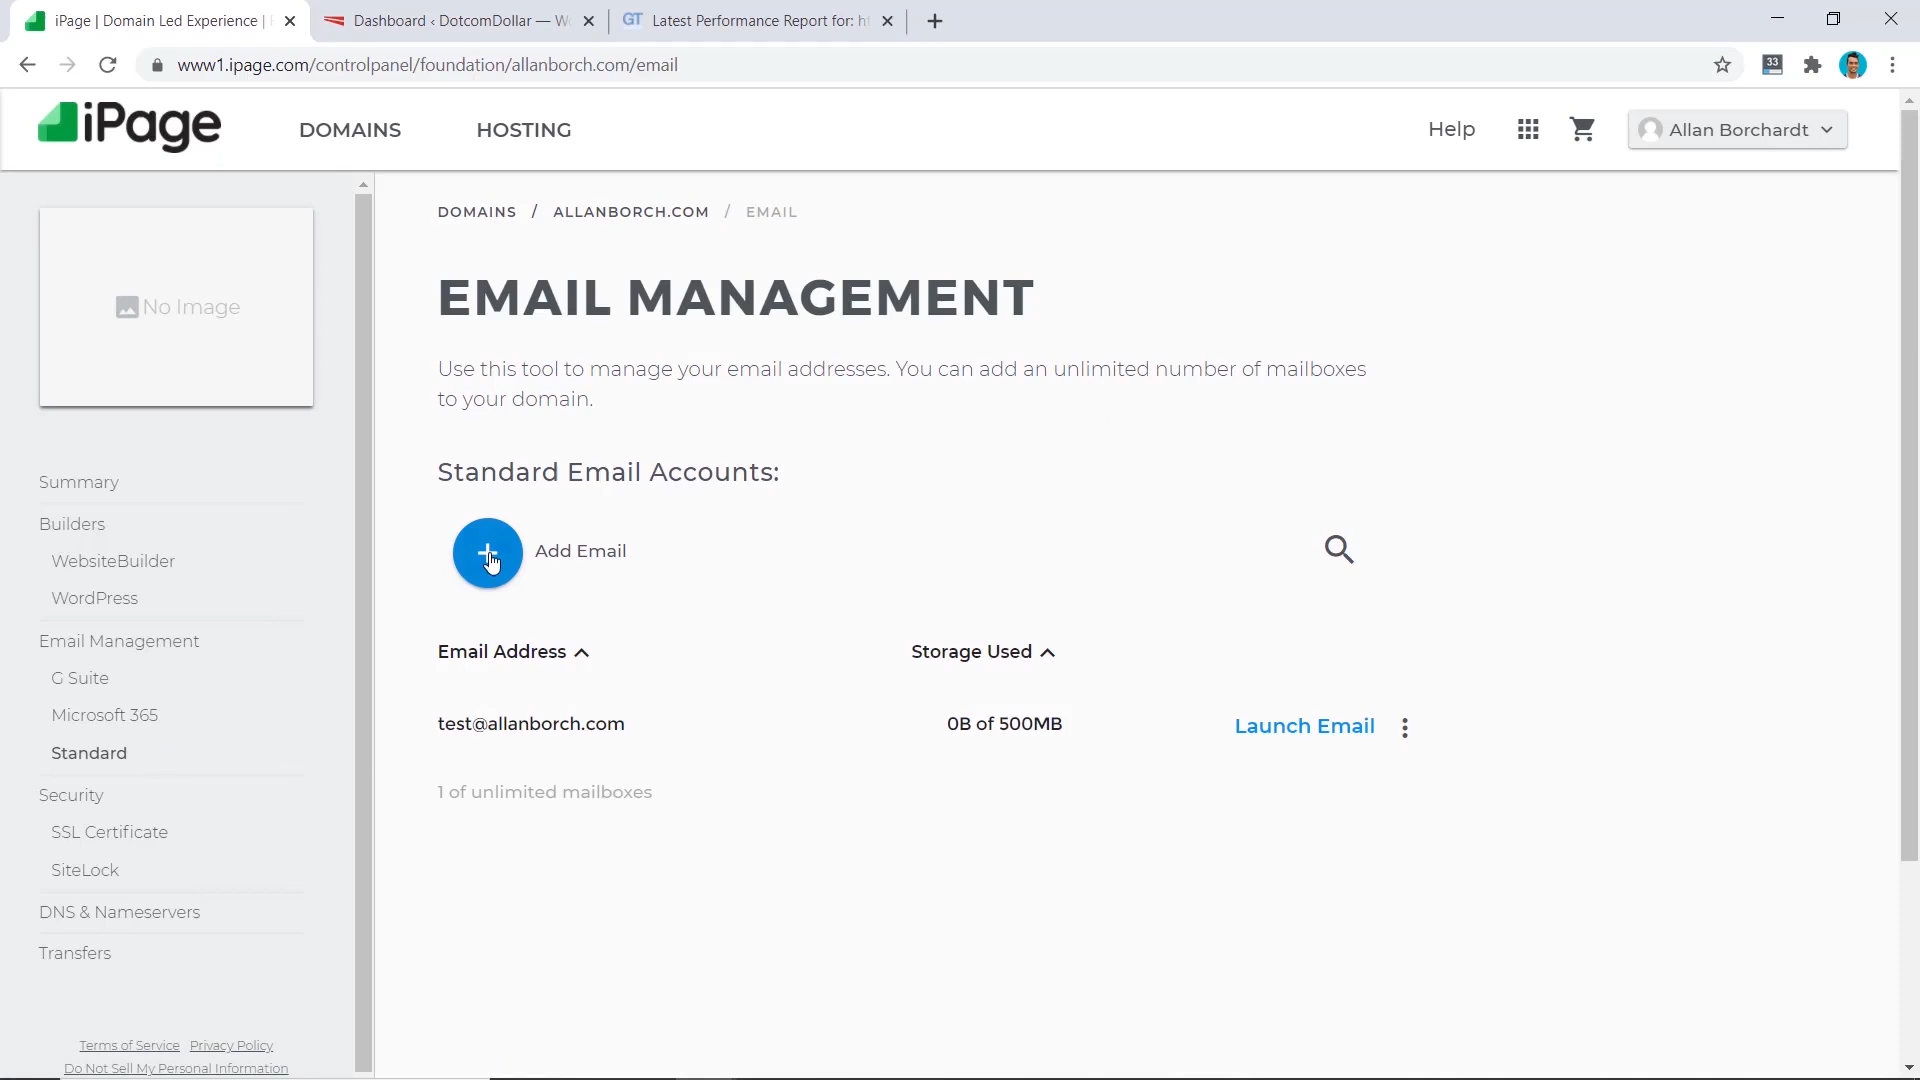 iPage | Domain Led Experience |
Dashboard ‹ DotcomDollar — W
GT Latest Performance Report for: h
www1.ipage.com/controlpanel/foundation/allanborch.com/email
33
iPage
DOMAINS
HOSTING
Help
Allan Borchardt
No Image
Summary
Builders
WebsiteBuilder
WordPress
Email Management
G Suite
Microsoft 365
Standard
Security
SSL Certificate
SiteLock
DNS & Nameservers
Transfers
Terms of Service Privacy Policy
Do Not Sell My Personal Information
DOMAINS / ALLANBORCH.COM / EMAIL
EMAIL MANAGEMENT
Use this tool to manage your email addresses. You can add an unlimited number of mailboxes
to your domain.
Standard Email Accounts:
Add Email
Email Address Storage Used
test@allanborch.com 0B of 500MB Launch Email
1 of unlimited mailboxes